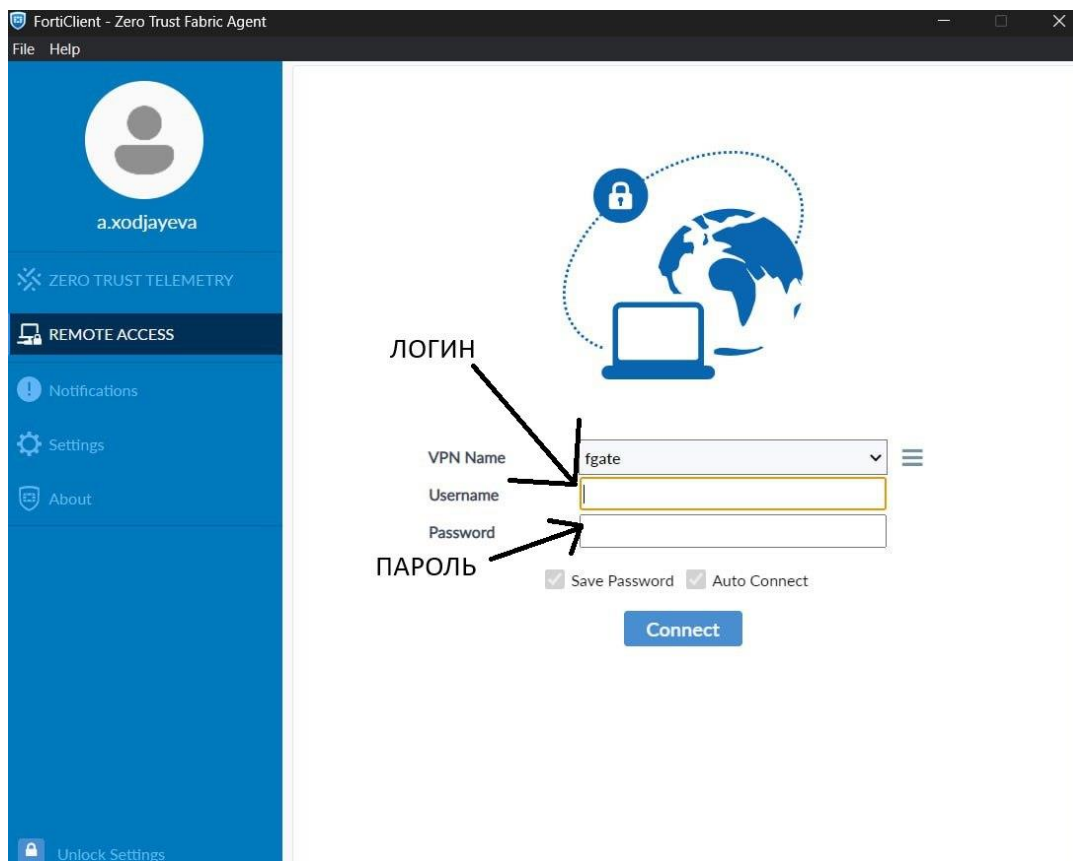 FortiClient - Zero Trust Fabric Agent
File Help
a.xodjayeva
ZERO TRUST TELEMETRY
REMOTE ACCESS
Notifications
Settings
About
Unlock Settings
ЛОГИН
VPN Name fgate
Username
Password
ПАРОЛЬ
Save Password Auto Connect
Connect